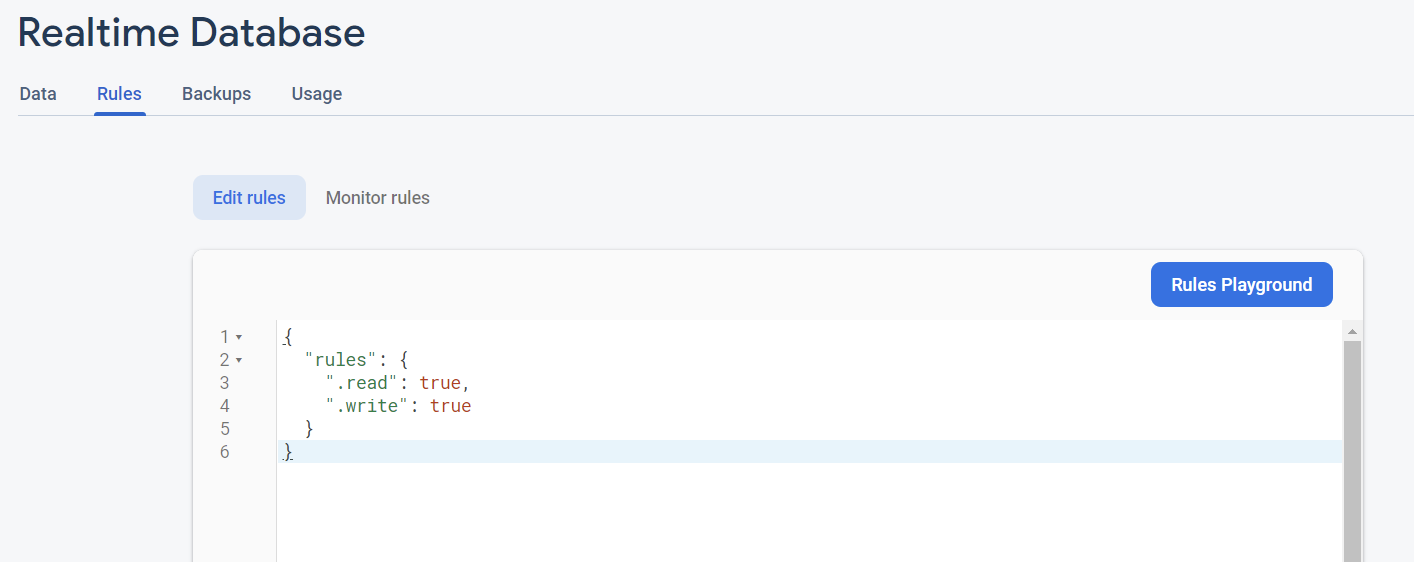 Realtime Database
Data Rules Backups Usage
Edit rules Monitor rules
Rules Playground
1 {
2 "rules": {
3 ".read": true,
4 ".write": true
5 }
6 }